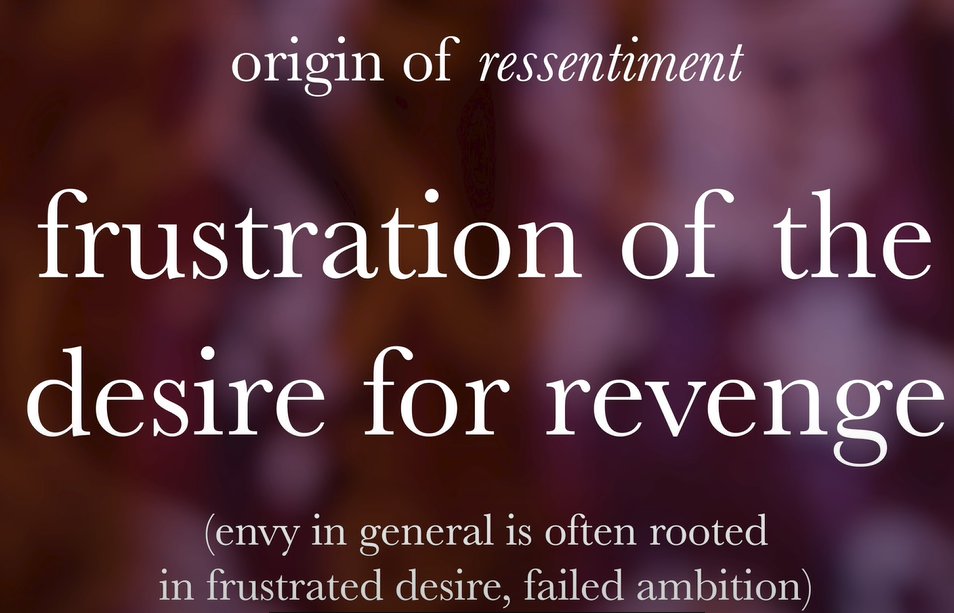 origin of ressentiment
frustration of the
desire for revenge
(envy in general is often rooted
in frustrated desire, failed ambition)